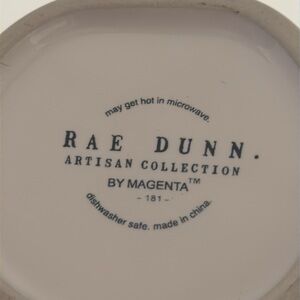 may get hot in microwave.
RAE DUNN.
ARTISAN COLLECTION
BY MAGENTA™
- 181 -
dishwasher safe. made in china.